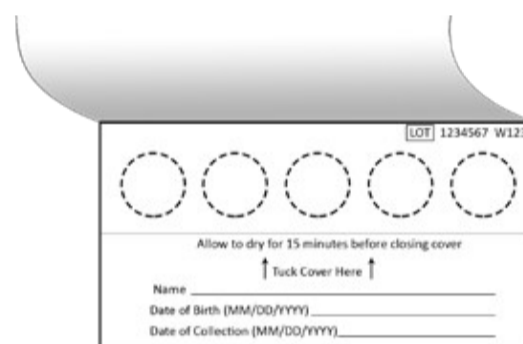 LOT 1234567 W123
Allow to dry for 15 minutes before closing cover
↑ Tuck Cover Here ↑
Name
Date of Birth (MM/DD/YYYY)
Date of Collection (MM/DD/YYYY)